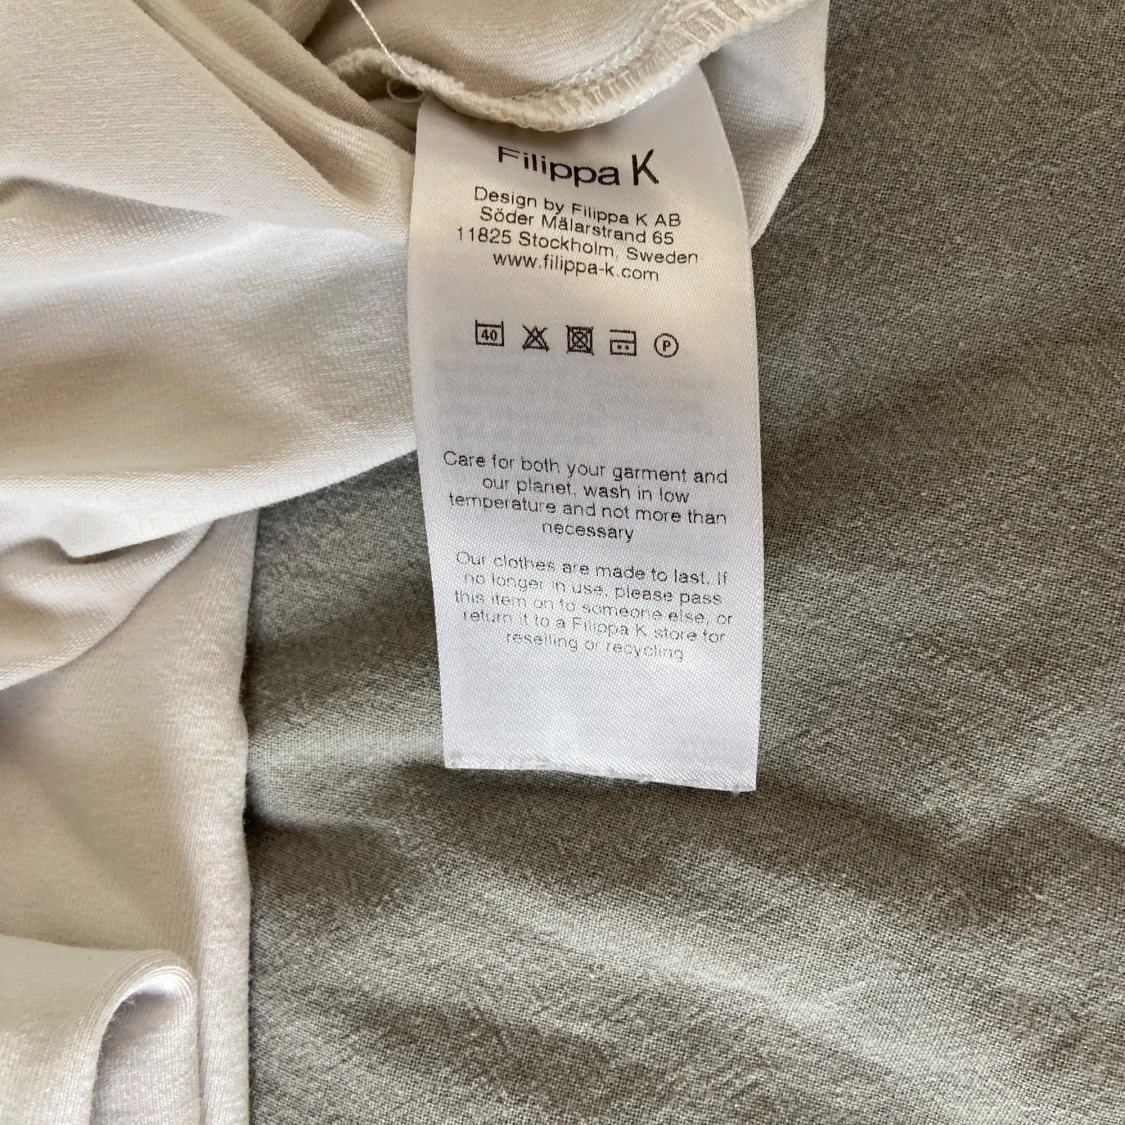 Filippa K
Design by Filippa K AB
Söder Mälarstrand 65
11825 Stockholm, Sweden
www.filippa-k.com
40 P
Care for both your garment and
our planet, wash in low
temperature and not more than
necessary
Our clothes are made to last. If
no longer in use, please pass
this item on to someone else, or
return it to a Filippa K store for
reselling or recycling